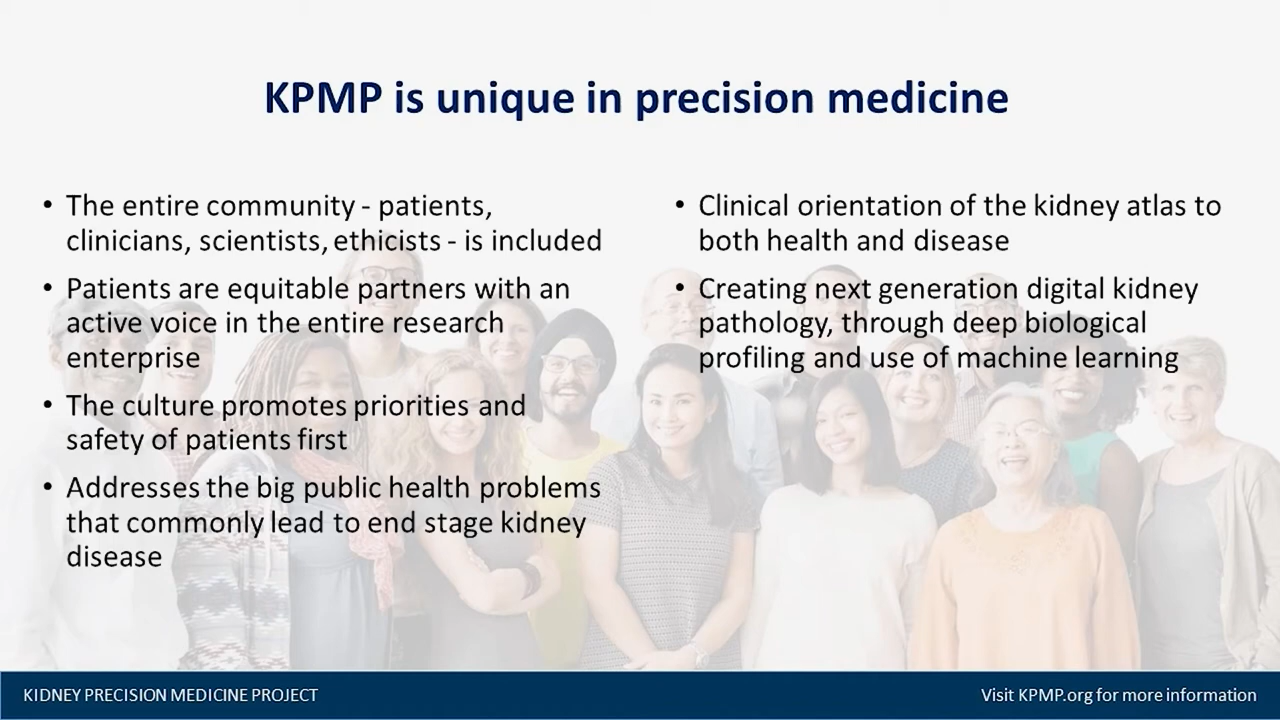 KPMP is unique in precision medicine
• The entire community - patients,
clinicians, scientists, ethicists - is included
• Patients are equitable partners with an
active voice in the entire research
enterprise
• The culture promotes priorities and
safety of patients first
• Addresses the big public health problems
that commonly lead to end stage kidney
disease
• Clinical orientation of the kidney atlas to
both health and disease
• Creating next generation digital kidney
pathology, through deep biological
profiling and use of machine learning
KIDNEY PRECISION MEDICINE PROJECT
Visit KPMP.org for more information